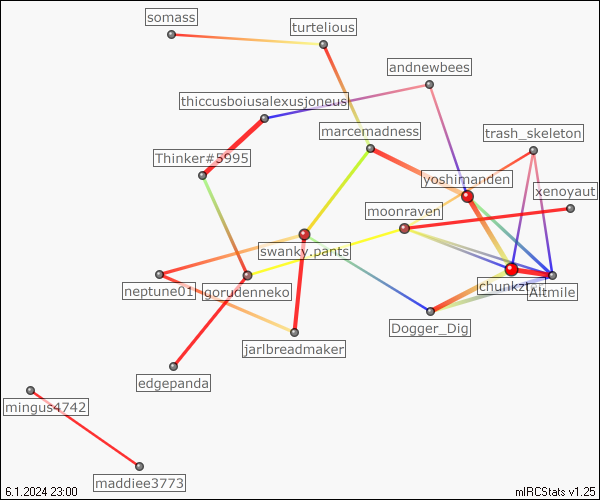 somass
turtelious
andnewbees
thiccusboiusalexusjoneus
marcemadness
trash_skeleton
Thinker#5995
yoshimanden
xenoyaut
moonraven
swanky.pants
neptune01
gorudenneko
chunkz
Altmile
Dogger_Dig
jarlbreadmaker
edgepanda
mingus4742
maddiee3773
6.1.2024 23:00
mIRCStats v1.25